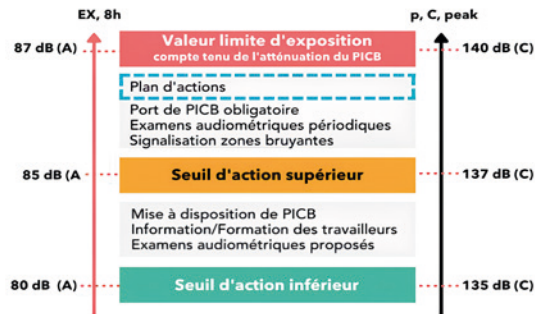 EX, 8h
p, C, peak
87 dB (A)
Valeur limite d'exposition
compte tenu de l'atténuation du PICB
140 dB (C)
Plan d'actions
Port de PICB obligatoire
Examens audiométriques périodiques
Signalisation zones bruyantes
85 dB (A
Seuil d'action supérieur
137 dB (C)
Mise à disposition de PICB
Information/Formation des travailleurs
Examens audiométriques proposés
80 dB (A)
Seuil d'action inférieur
135 dB (C)